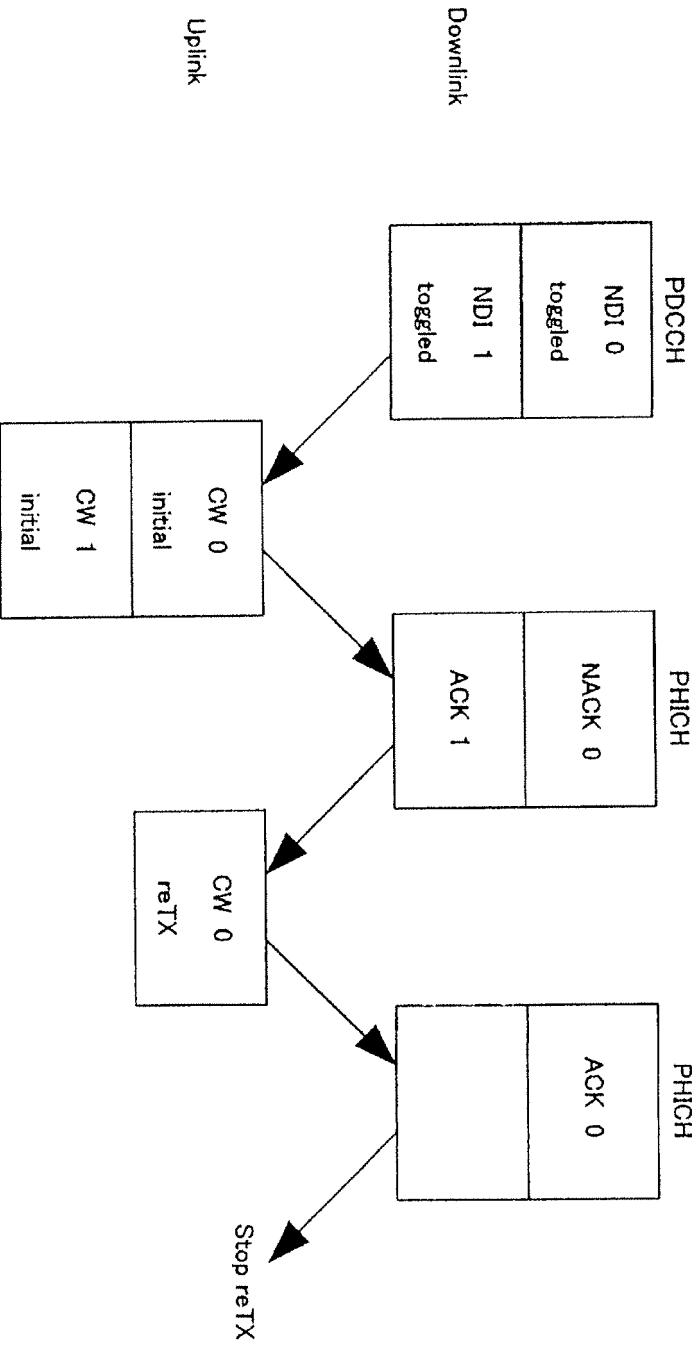 PDCCH
PHICH
PHICH
Downlink
NDI 0
toggled
NDI 1
toggled
NACK 0
ACK 1
ACK 0
Uplink
CW 0
initial
CW 1
initial
CW 0
reTX
Stop reTX